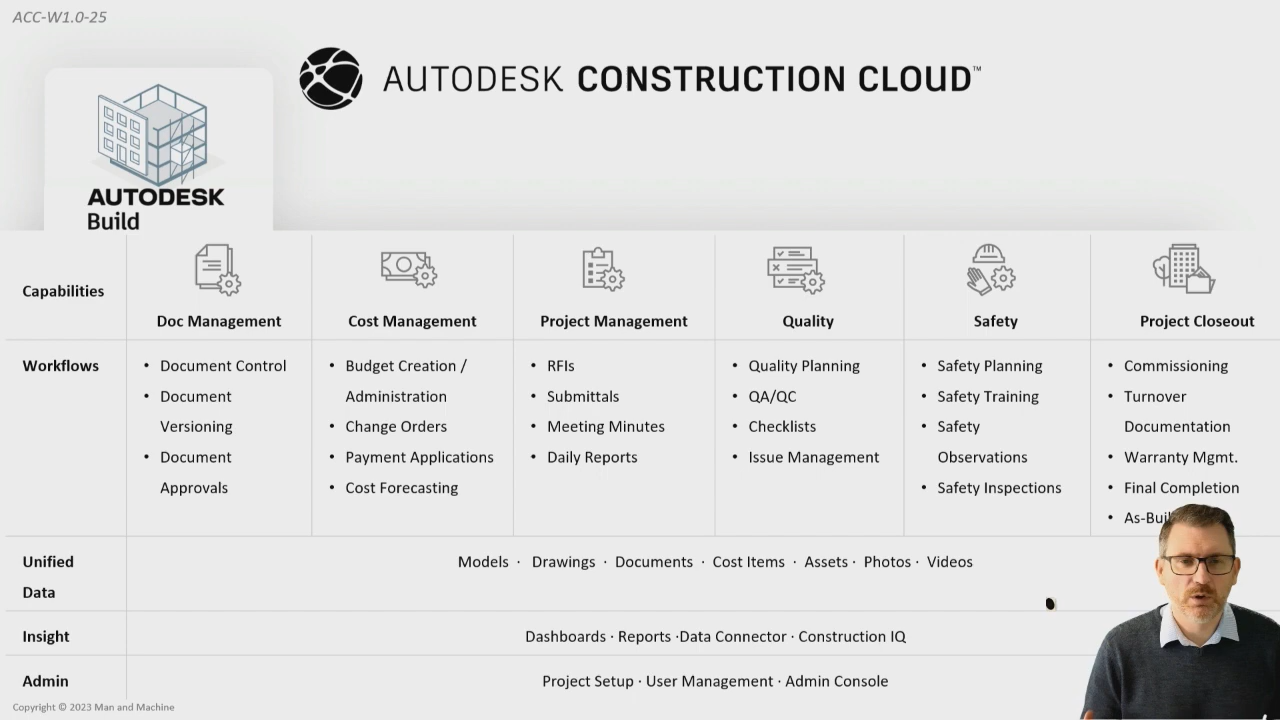 ACC-W1.0-25
AUTODESK CONSTRUCTION CLOUD™
AUTODESK
Build
Capabilities
Doc Management
Cost Management
Project Management
Quality
Safety
Project Closeout
Workflows
• Document Control
• Document
Versioning
• Document
Approvals
• Budget Creation /
Administration
• Change Orders
• Payment Applications
• Cost Forecasting
• RFIs
• Submittals
• Meeting Minutes
• Daily Reports
• Quality Planning
• QA/QC
• Checklists
• Issue Management
• Safety Planning
• Safety Training
• Safety
Observations
• Safety Inspections
• Commissioning
• Turnover
Documentation
• Warranty Mgmt.
• Final Completion
Unified
Data
Models · Drawings · Documents · Cost Items · Assets · Photos · Videos
Insight
Dashboards · Reports ·Data Connector · Construction IQ
Admin
Project Setup · User Management · Admin Console
Copyright © 2023 Man and Machine